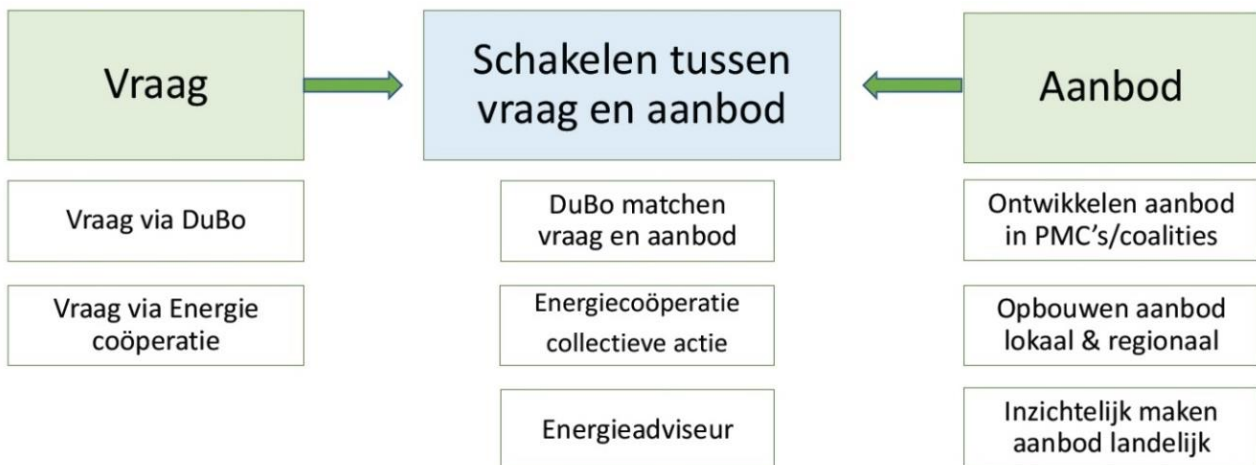 Vraag
Schakelen tussen
vraag en aanbod
Aanbod
Vraag via DuBo
DuBo matchen
vraag en aanbod
Ontwikkelen aanbod
in PMC's/coalities
Vraag via Energie
coöperatie
Energiecoöperatie
collectieve actie
Opbouwen aanbod
lokaal & regionaal
Energieadviseur
Inzichtelijk maken
aanbod landelijk